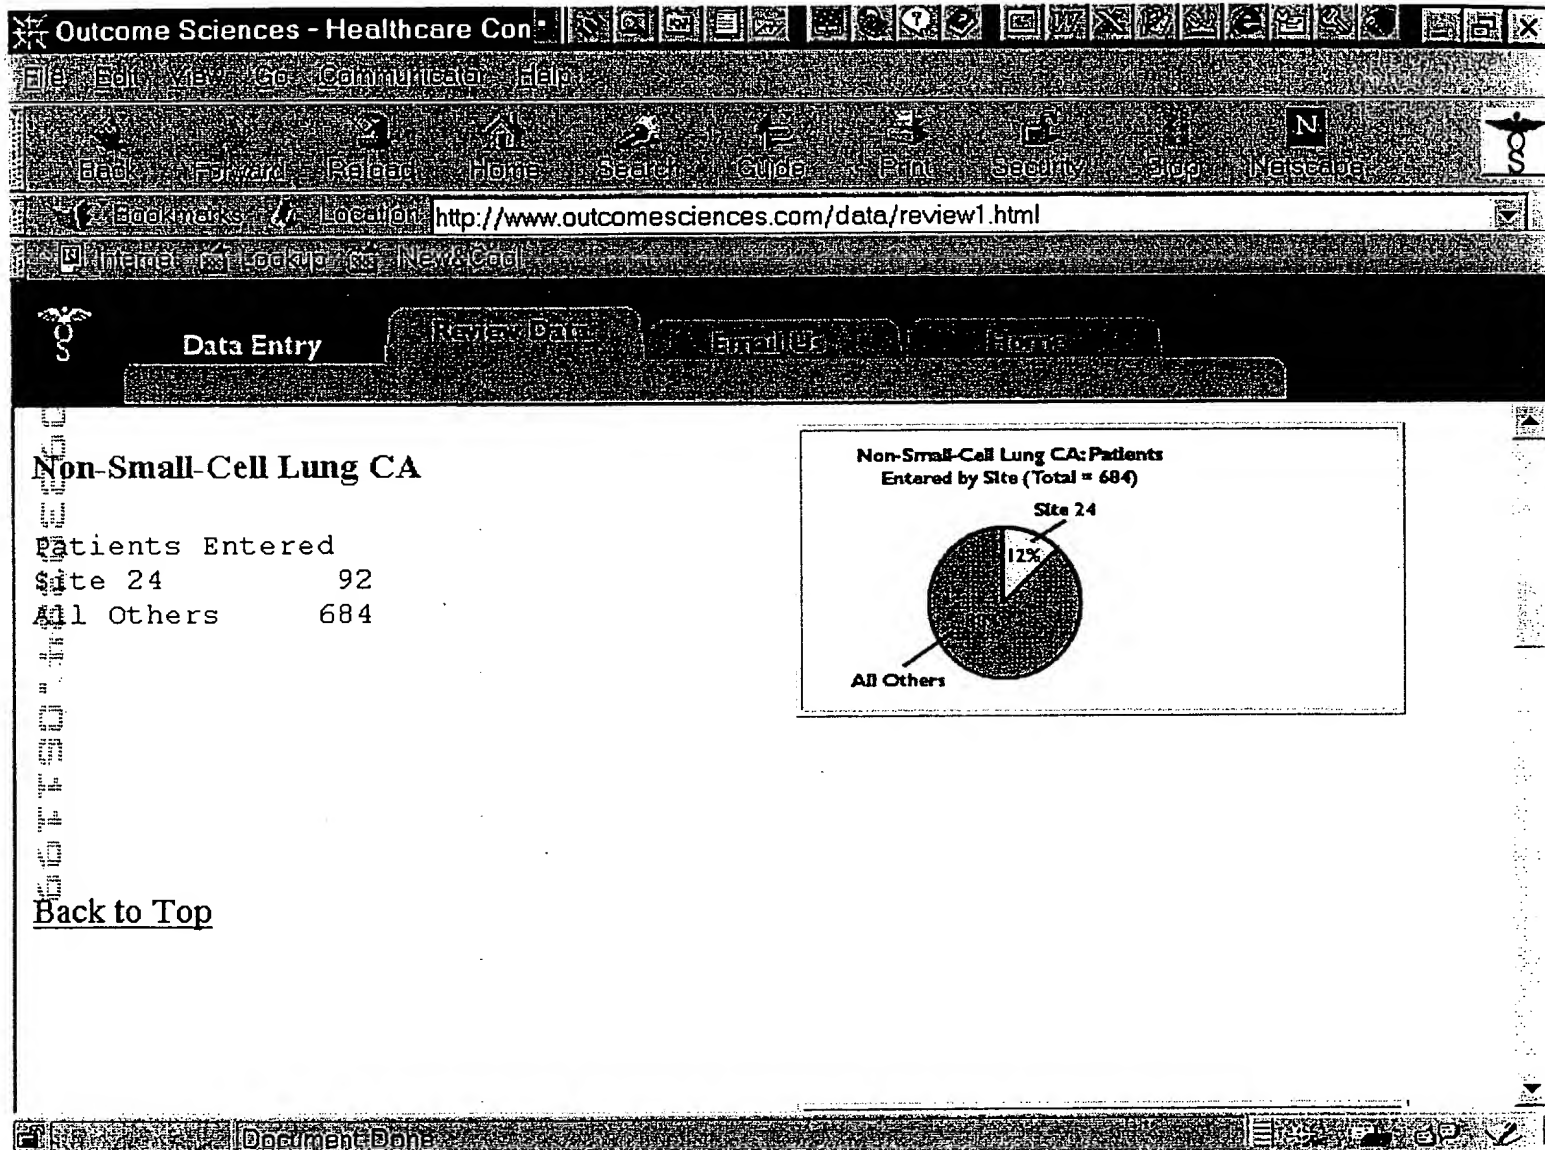 Outcome Sciences - Healthcare Con
File Edit View Go Communicator Help
Back Forward Reload Home Search Guide Print Security Stop Netscape
Bookmarks Location http://www.outcomesciences.com/data/review1.html
Internet Lookup New&Cool
Data Entry Review Data Email Us Home
Non-Small-Cell Lung CA
Patients Entered
Site 24 92
All Others 684
Non-Small-Cell Lung CA: Patients
Entered by Site (Total = 684)
Site 24
12%
All Others
Back to Top
Document Done